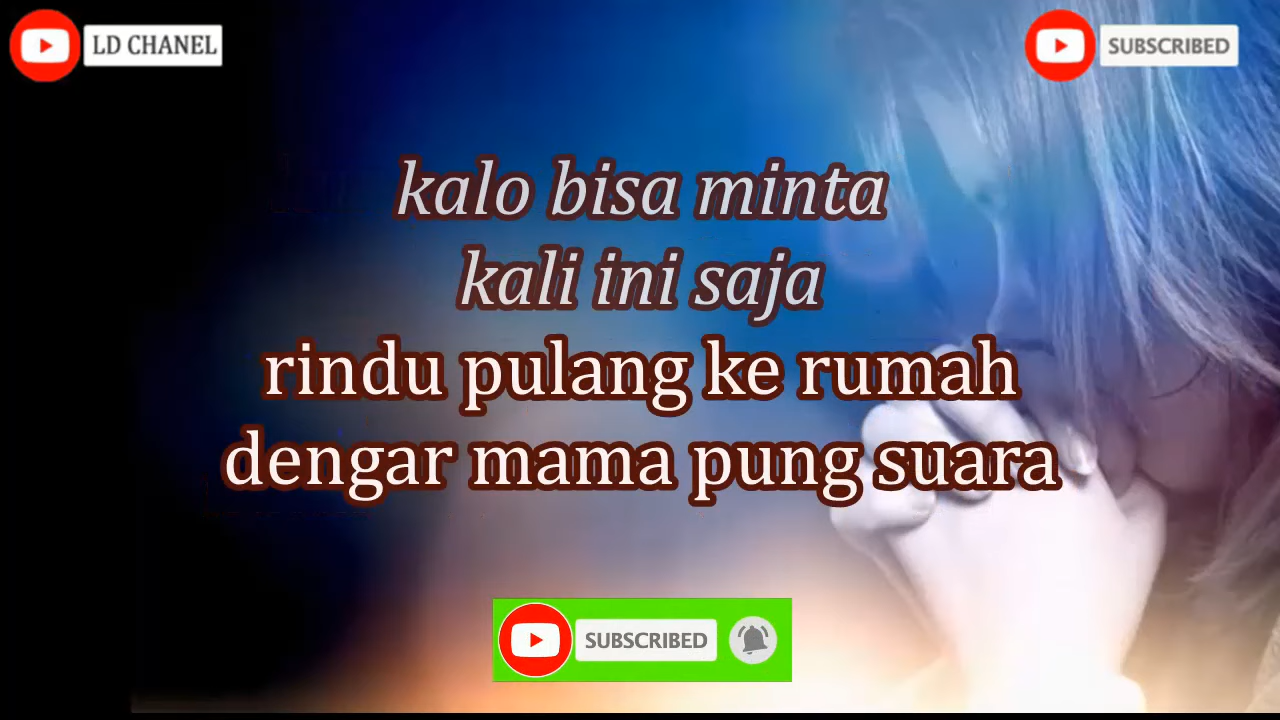 LD CHANEL
SUBSCRIBED
kalo bisa minta
kali ini saja
rindu pulang ke rumah
dengar mama pung suara
SUBSCRIBED